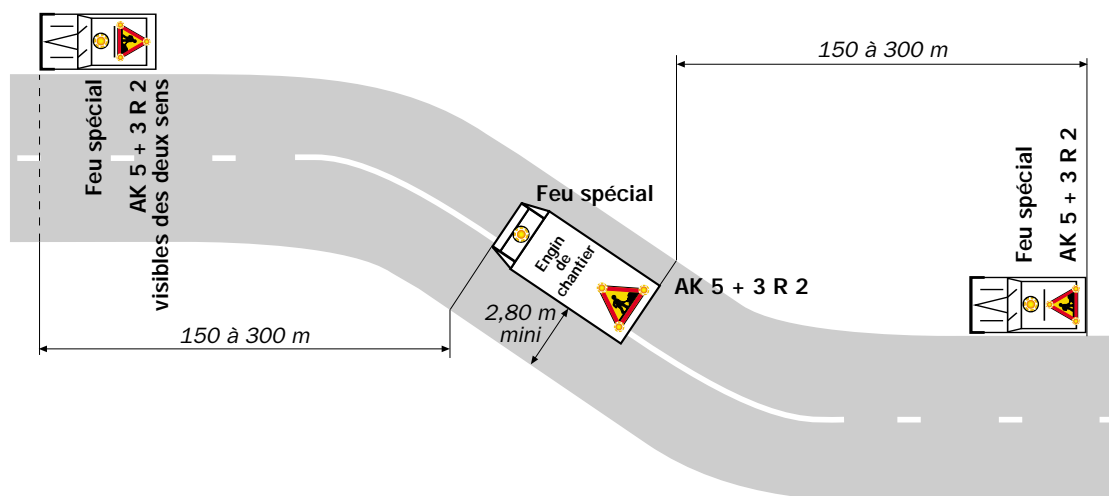 Feu spécial
AK 5 + 3 R 2
visibles des deux sens
150 à 300 m
Feu spécial
Engin
de
chantier
2,80 m
mini
AK 5 + 3 R 2
150 à 300 m
Feu spécial
AK 5 + 3 R 2